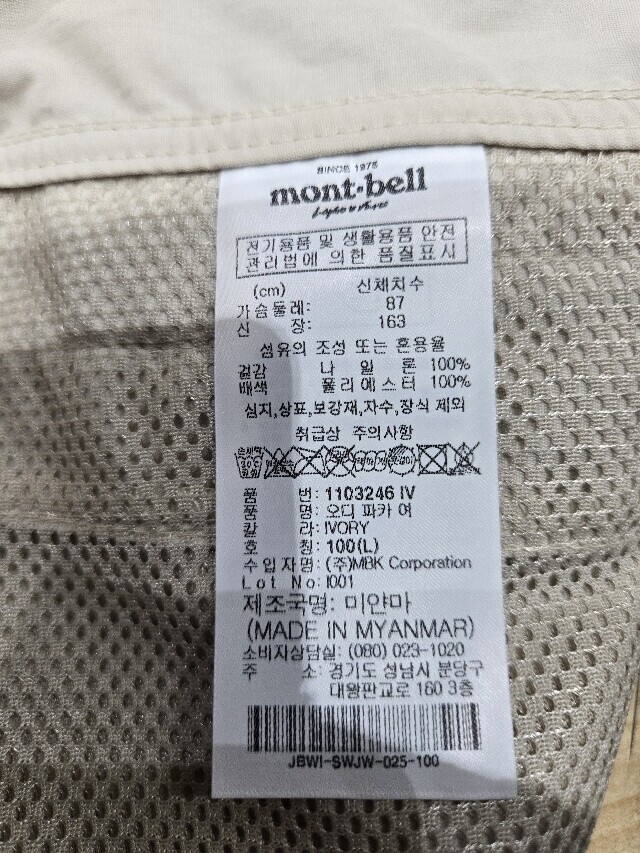 SINCE 1975
mont-bell
전기용품 및 생활용품 안전
관리법에 의한 품질표시
(cm) 신체치수
가슴둘레: 87
신 장: 163
섬유의 조성 또는 혼용율
겉감 나 일 론 100%
배색 폴리에스터 100%
심지,상표,보강재,자수,장식 제외
취급상 주의사항
품 번: 1103246 IV
품 명: 오디 파카 여
칼 라: IVORY
호 칭: 100(L)
수입자명: (주)MBK Corporation
Lot No: I001
제조국명: 미얀마
(MADE IN MYANMAR)
소비자상담실: (080) 023-1020
주 소: 경기도 성남시 분당구
대왕판교로 160 3층
JBWI-SWJW-025-100